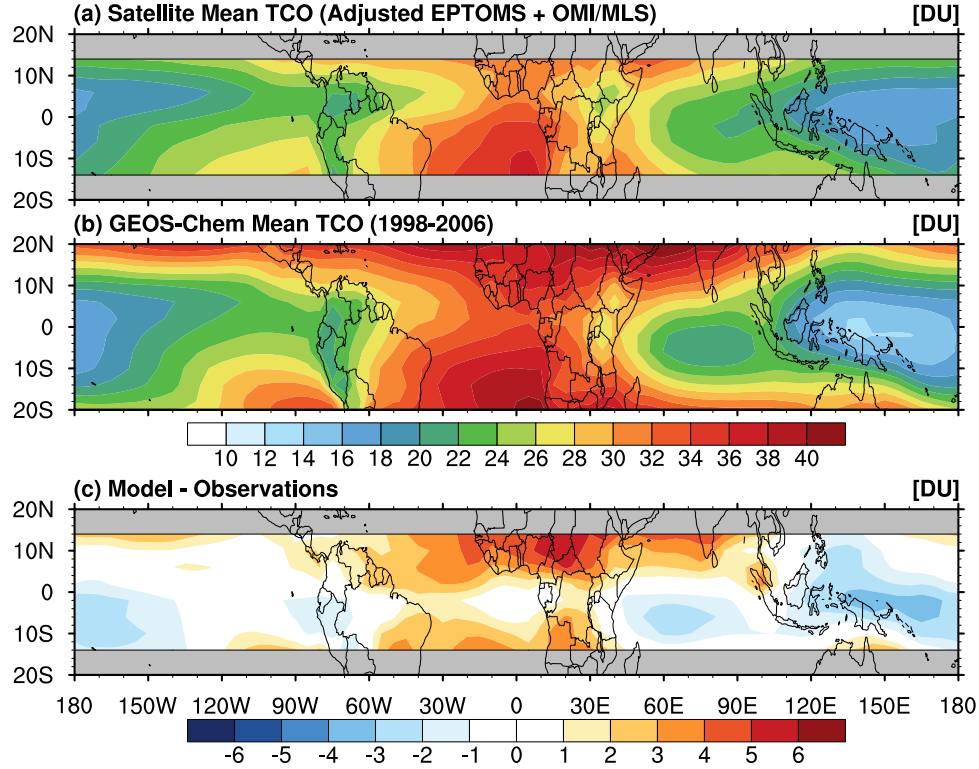 (a) Satellite Mean TCO (Adjusted EPTOMS + OMI/MLS) [DU]
20N
10N
0
10S
20S
(b) GEOS-Chem Mean TCO (1998-2006) [DU]
20N
10N
0
10S
20S
10 12 14 16 18 20 22 24 26 28 30 32 34 36 38 40
(c) Model - Observations [DU]
20N
10N
0
10S
20S
180 150W 120W 90W 60W 30W 0 30E 60E 90E 120E 150E 180
-6 -5 -4 -3 -2 -1 0 1 2 3 4 5 6